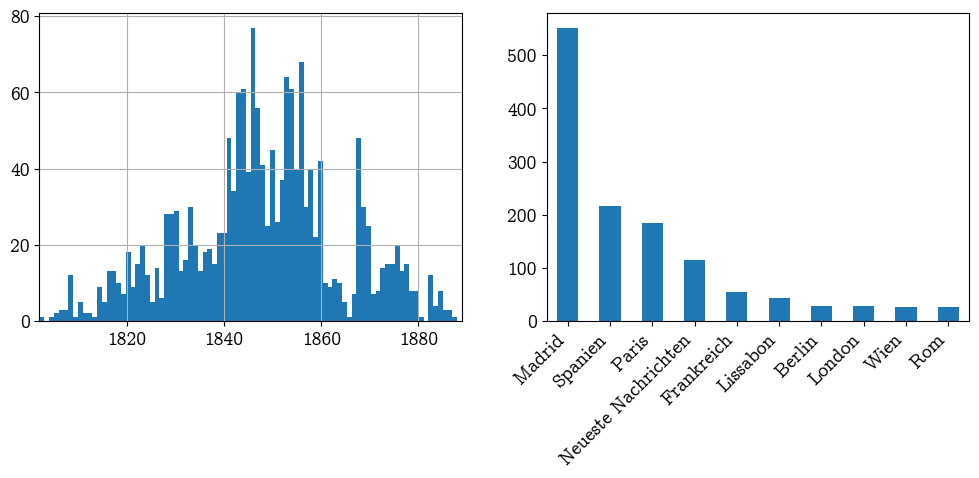 80
60
40
20
0
1820 1840 1860 1880
500
400
300
200
100
0
Madrid
Spanien
Paris
Neueste Nachrichten
Frankreich
Lissabon
Berlin
London
Wien
Rom